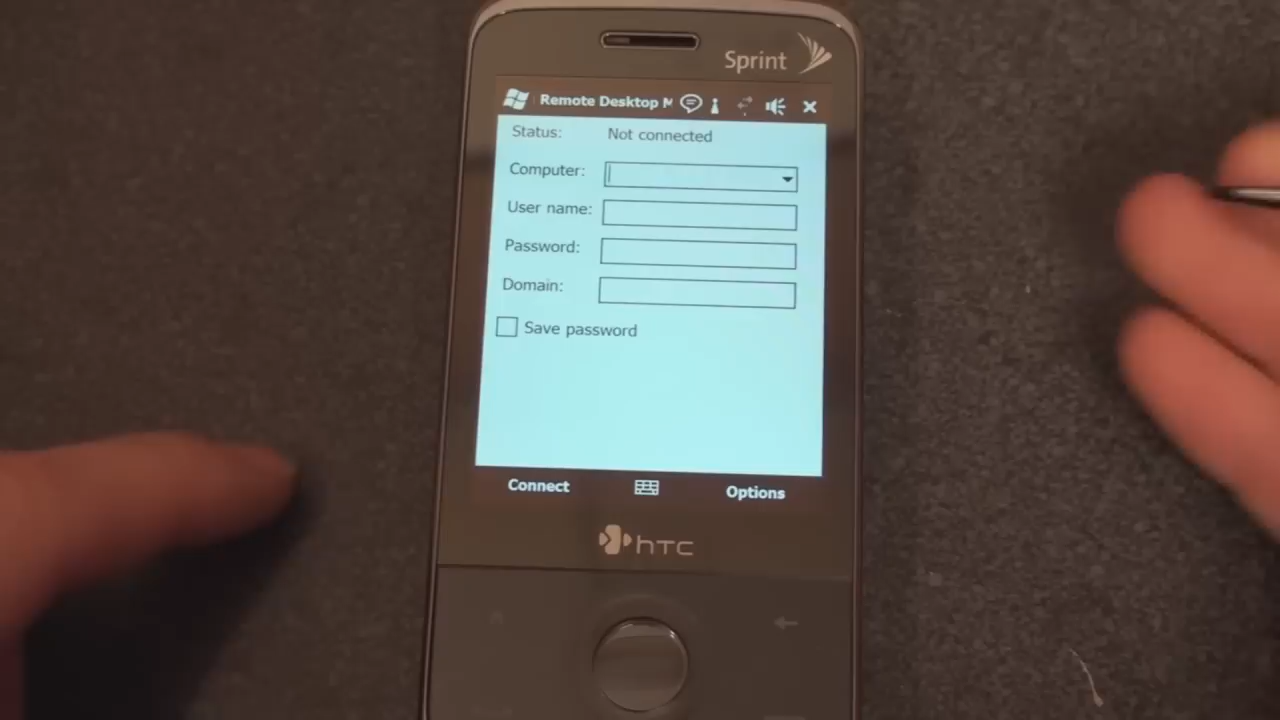 Sprint
Remote Desktop M
Status: Not connected
Computer:
User name:
Password:
Domain:
Save password
Connect Options
hTC